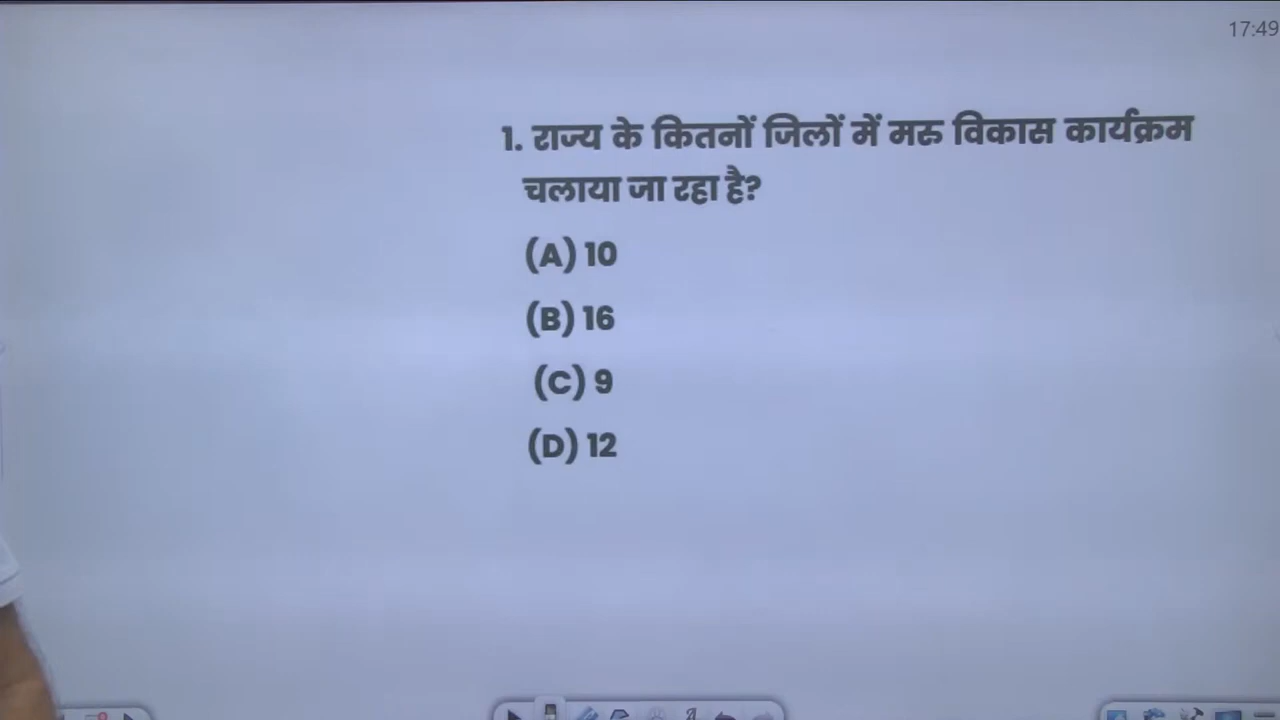 17:49
1. राज्य के कितनों जिलों में मरु विकास कार्यक्रम
चलाया जा रहा है?
(A) 10
(B) 16
(C) 9
(D) 12